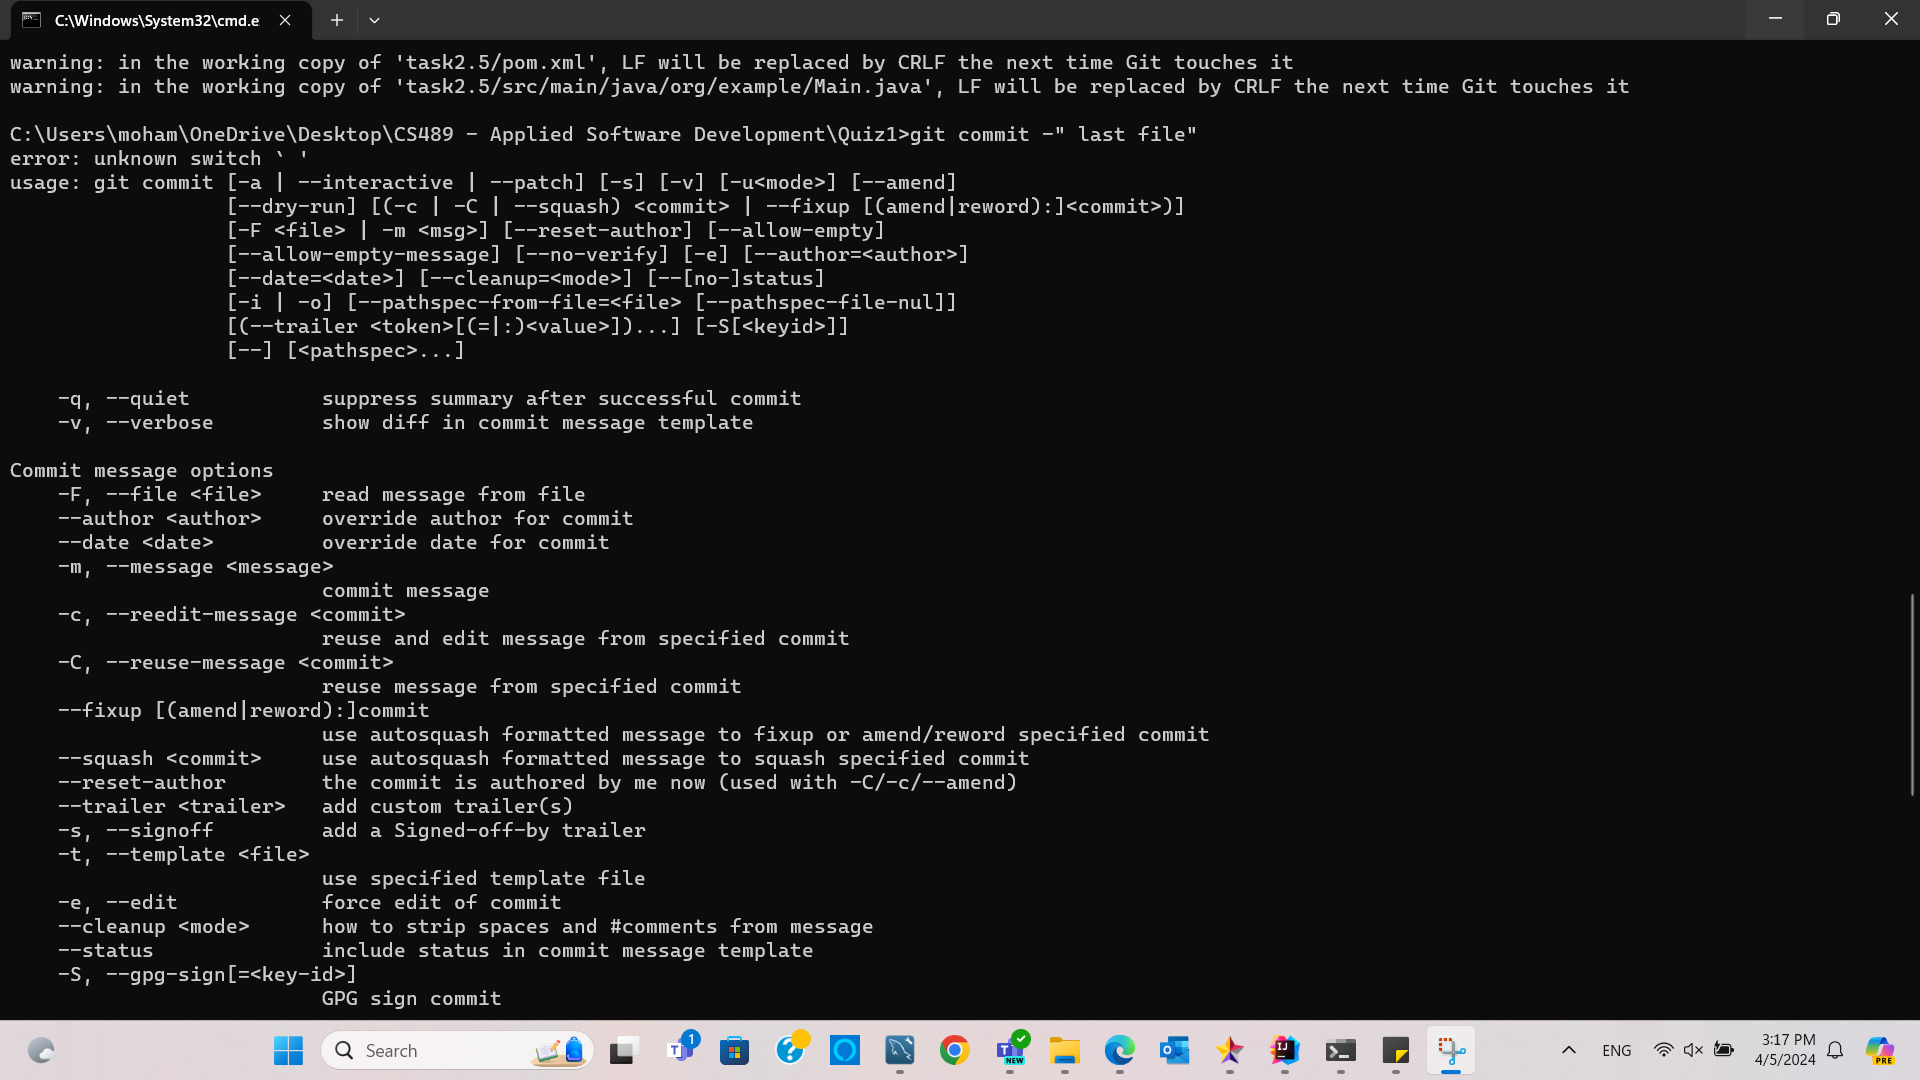 C:\Windows\System32\cmd.e
warning: in the working copy of 'task2.5/pom.xml', LF will be replaced by CRLF the next time Git touches it
warning: in the working copy of 'task2.5/src/main/java/org/example/Main.java', LF will be replaced by CRLF the next time Git touches it
C:\Users\moham\OneDrive\Desktop\CS489 - Applied Software Development\Quiz1>git commit -" last file"
error: unknown switch ` '
usage: git commit [-a | --interactive | --patch] [-s] [-v] [-u<mode>] [--amend]
[--dry-run] [(-c | -C | --squash) <commit> | --fixup [(amend|reword):]<commit>)]
[-F <file> | -m <msg>] [--reset-author] [--allow-empty]
[--allow-empty-message] [--no-verify] [-e] [--author=<author>]
[--date=<date>] [--cleanup=<mode>] [--[no-]status]
[-i | -o] [--pathspec-from-file=<file> [--pathspec-file-nul]]
[(--trailer <token>[(=|:)<value>])...] [-S[<keyid>]]
[--] [<pathspec>...]
-q, --quiet suppress summary after successful commit
-v, --verbose show diff in commit message template
Commit message options
-F, --file <file> read message from file
--author <author> override author for commit
--date <date> override date for commit
-m, --message <message>
commit message
-c, --reedit-message <commit>
reuse and edit message from specified commit
-C, --reuse-message <commit>
reuse message from specified commit
--fixup [(amend|reword):]commit
use autosquash formatted message to fixup or amend/reword specified commit
--squash <commit> use autosquash formatted message to squash specified commit
--reset-author the commit is authored by me now (used with -C/-c/--amend)
--trailer <trailer> add custom trailer(s)
-s, --signoff add a Signed-off-by trailer
-t, --template <file>
use specified template file
-e, --edit force edit of commit
--cleanup <mode> how to strip spaces and #comments from message
--status include status in commit message template
-S, --gpg-sign[=<key-id>]
GPG sign commit
Search
1
NEW
ENG
3:17 PM
4/5/2024
PRE